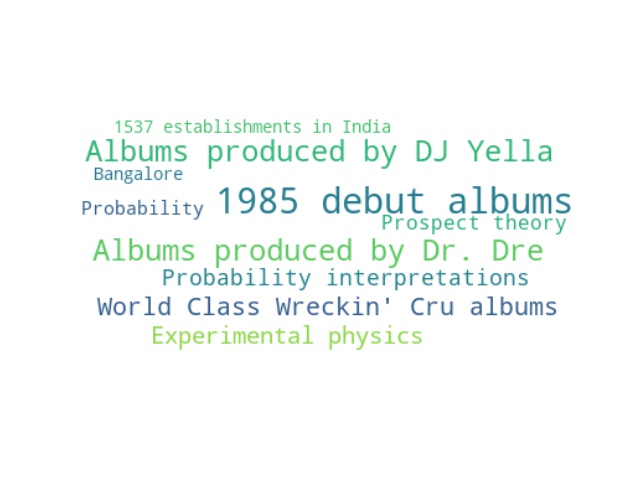 1537 establishments in India
Albums produced by DJ Yella
Bangalore
1985 debut albums
Probability
Prospect theory
Albums produced by Dr. Dre
Probability interpretations
World Class Wreckin' Cru albums
Experimental physics